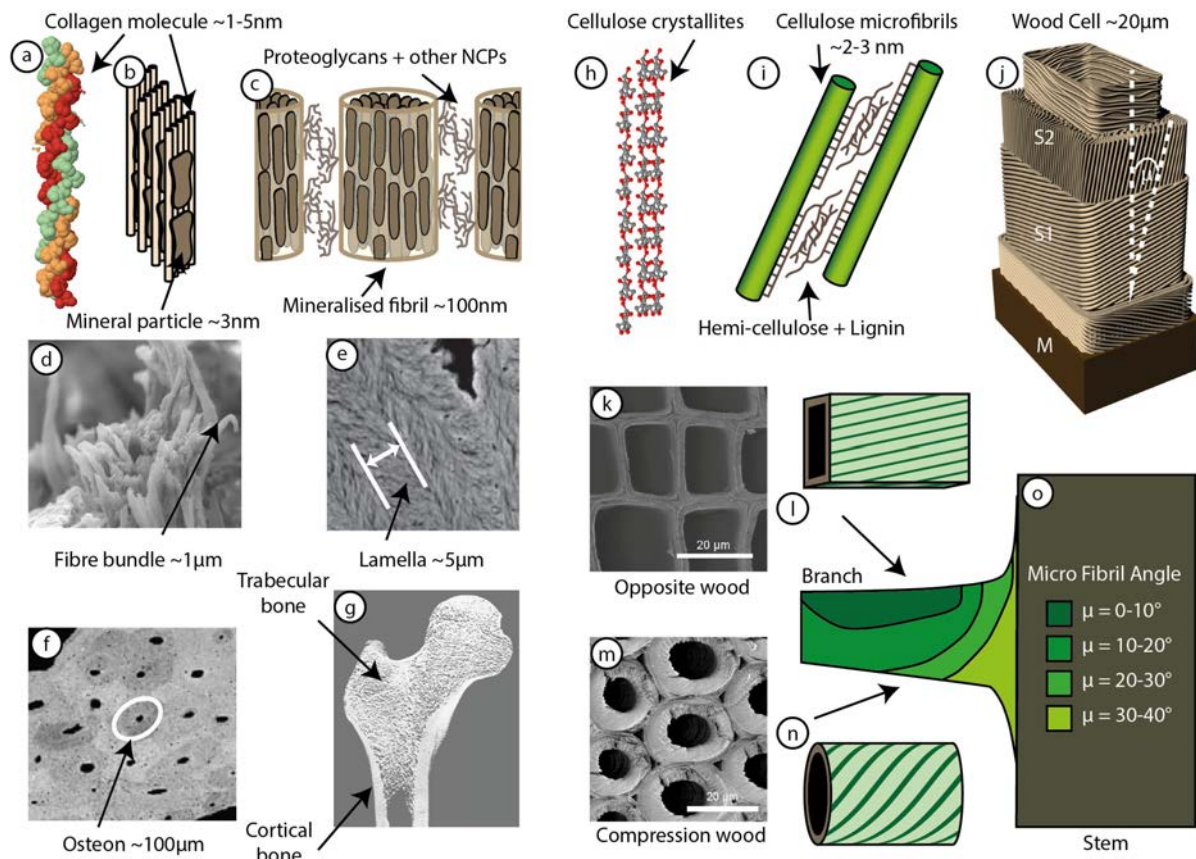 Collagen molecule ~1-5nm
a
b
Proteoglycans + other NCPs
c
Mineral particle ~3nm
Mineralised fibril ~100nm
d
Fibre bundle ~1µm
e
Lamella ~5µm
f
Osteon ~100µm
Trabecular
bone
g
Cortical
bone
Cellulose crystallites
h
Cellulose microfibrils
~2-3 nm
i
Hemi-cellulose + Lignin
Wood Cell ~20µm
j
S2
µ
S1
M
k
20 µm
Opposite wood
l
Branch
m
20 µm
Compression wood
n
o
Micro Fibril Angle
µ = 0-10°
µ = 10-20°
µ = 20-30°
µ = 30-40°
Stem